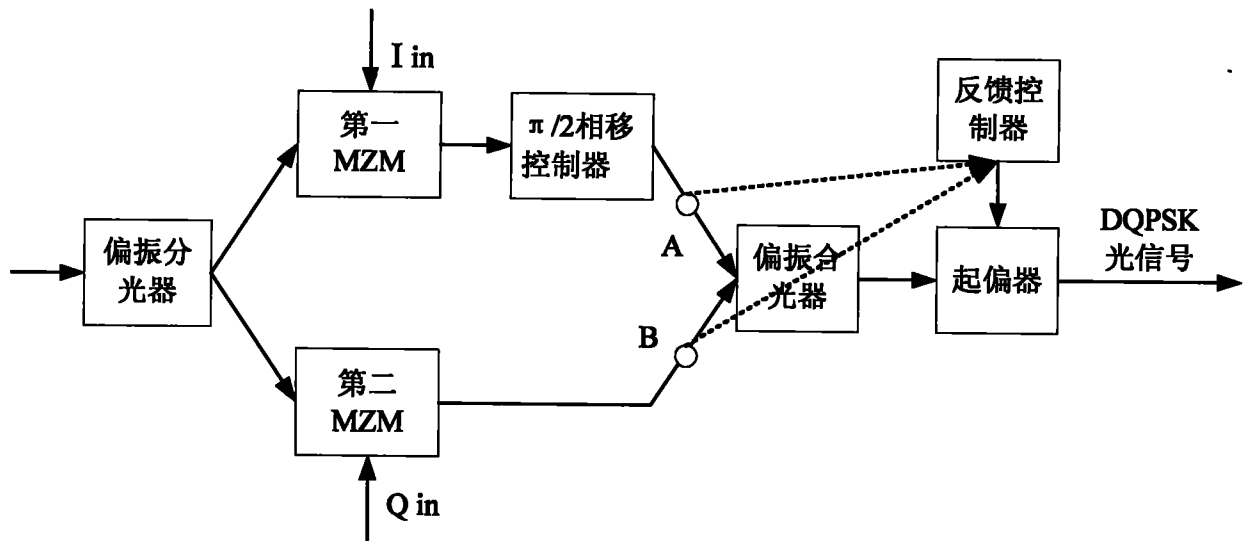 I in
第一
MZM
π/2相移
控制器
反馈控
制器
偏振分
光器
A
偏振合
光器
起偏器
DQPSK
光信号
B
第二
MZM
Q in